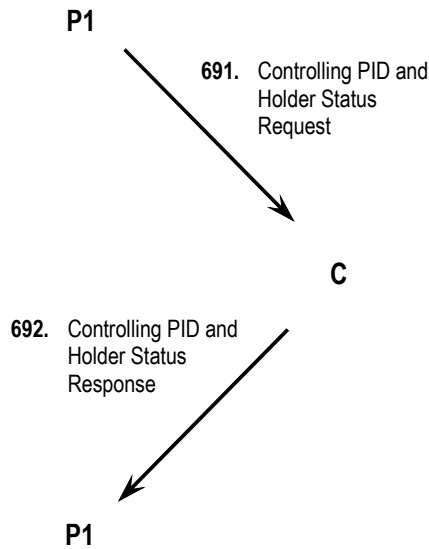 P1
691. Controlling PID and
Holder Status
Request
C
692. Controlling PID and
Holder Status
Response
P1